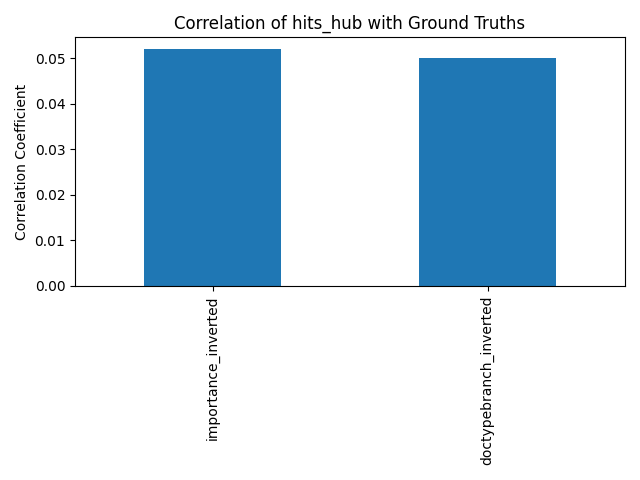 Correlation of hits_hub with Ground Truths
Correlation Coefficient
0.05
0.04
0.03
0.02
0.01
0.00
importance_inverted
doctypebranch_inverted